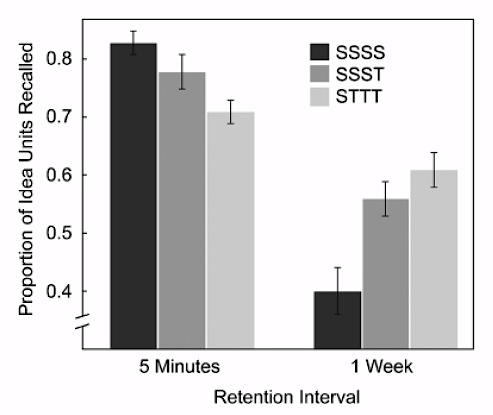 Proportion of Idea Units Recalled
0.8
0.7
0.6
0.5
0.4
SSSS
SSST
STTT
5 Minutes
1 Week
Retention Interval